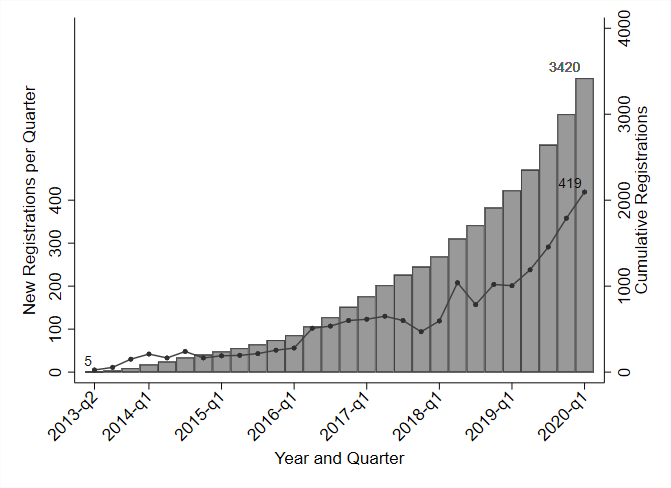 New Registrations per Quarter
0
100
200
300
400
5
3420
419
0
1000
2000
3000
4000
Cumulative Registrations
2013-q2
2014-q1
2015-q1
2016-q1
2017-q1
2018-q1
2019-q1
2020-q1
Year and Quarter